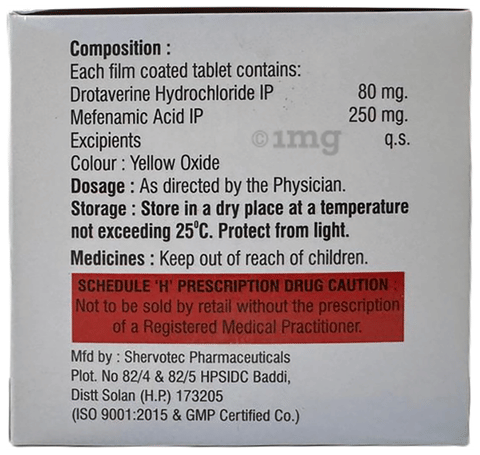 Composition :
Each film coated tablet contains:
Drotaverine Hydrochloride IP 80 mg.
Mefenamic Acid IP 250 mg.
Excipients q.s.
©1mg
Colour : Yellow Oxide
Dosage : As directed by the Physician.
Storage : Store in a dry place at a temperature
not exceeding 25⁰C. Protect from light.
Medicines : Keep out of reach of children.
SCHEDULE 'H' PRESCRIPTION DRUG CAUTION :
Not to be sold by retail without the prescription
of a Registered Medical Practitioner.
Mfd by : Shervotec Pharmaceuticals
Plot. No 82/4 & 82/5 HPSIDC Baddi,
Distt Solan (H.P.) 173205
(ISO 9001:2015 & GMP Certified Co.)